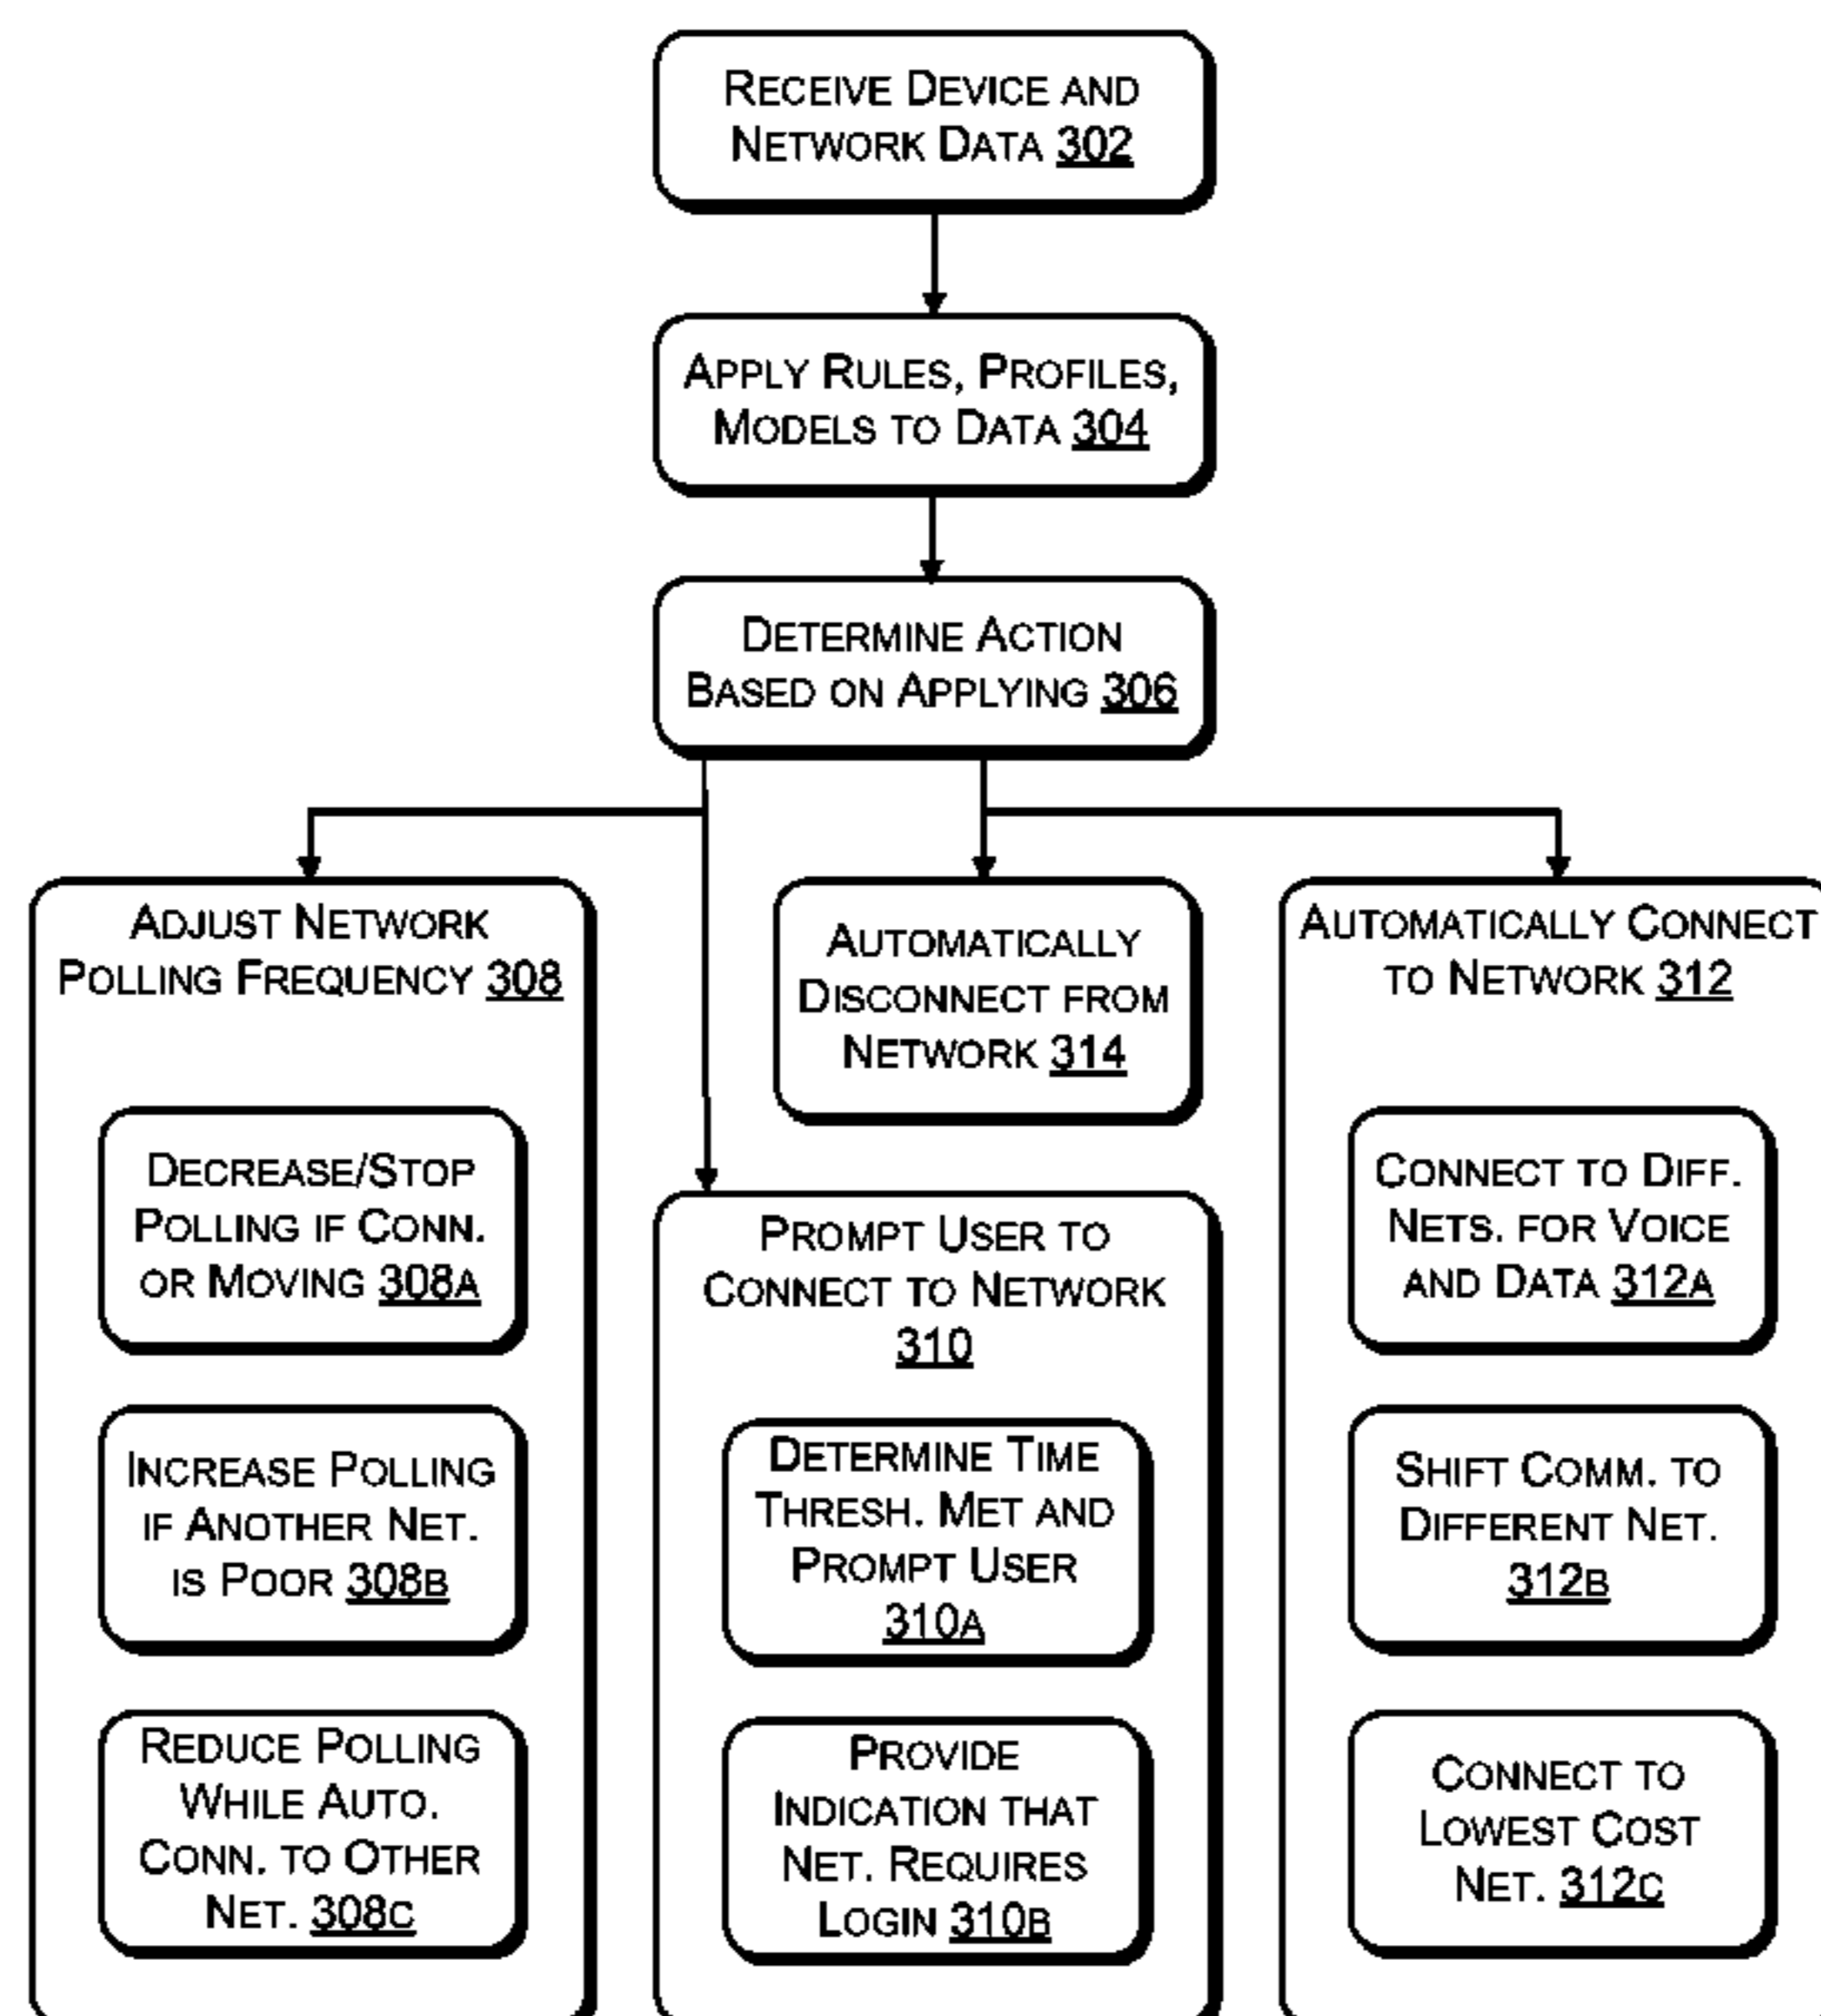 RECEIVE DEVICE AND
NETWORK DATA 302
APPLY RULES, PROFILES,
MODELS TO DATA 304
DETERMINE ACTION
BASED ON APPLYING 306
ADJUST NETWORK
POLLING FREQUENCY 308
DECREASE/STOP
POLLING IF CONN.
OR MOVING 308A
INCREASE POLLING
IF ANOTHER NET.
IS POOR 308B
REDUCE POLLING
WHILE AUTO.
CONN. TO OTHER
NET. 308C
AUTOMATICALLY
DISCONNECT FROM
NETWORK 314
PROMPT USER TO
CONNECT TO NETWORK
310
DETERMINE TIME
THRESH. MET AND
PROMPT USER
310A
PROVIDE
INDICATION THAT
NET. REQUIRES
LOGIN 310B
AUTOMATICALLY CONNECT
TO NETWORK 312
CONNECT TO DIFF.
NETS. FOR VOICE
AND DATA 312A
SHIFT COMM. TO
DIFFERENT NET.
312B
CONNECT TO
LOWEST COST
NET. 312C